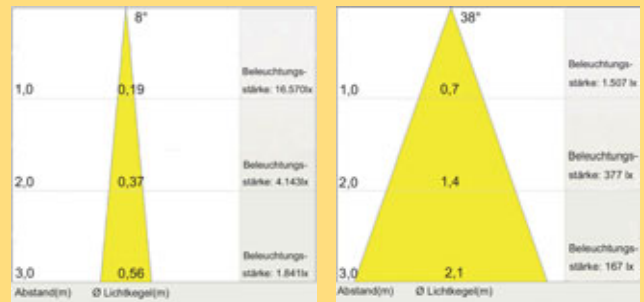 8°
Beleuchtungs-
1,0 0,19 stärke: 16.570lx
Beleuchtungs-
2,0 0,37 stärke: 4.143lx
Beleuchtungs-
3,0 0,56 stärke: 1.841lx
Abstand(m) Ø Lichtkegel(m)
38°
Beleuchtungs-
1,0 0,7 stärke: 1.507 lx
Beleuchtungs-
2,0 1,4 stärke: 377 lx
Beleuchtungs-
3,0 2,1 stärke: 167 lx
Abstand(m) Ø Lichtkegel(m)